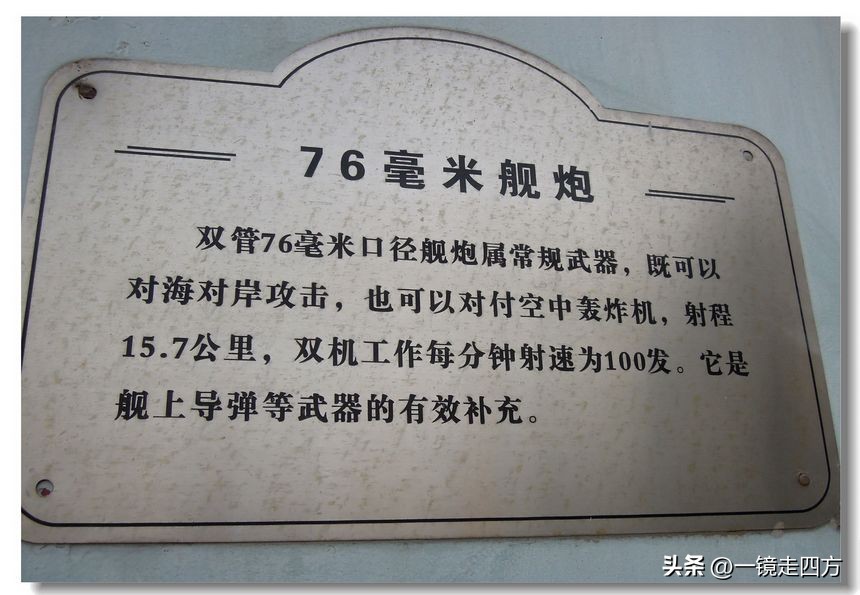 76毫米舰炮
双管76毫米口径舰炮属常规武器，既可以
对海对岸攻击，也可以对付空中轰炸机，射程
15.7公里，双机工作每分钟射速为100发。它是
舰上导弹等武器的有效补充。
头条 @一镜走四方